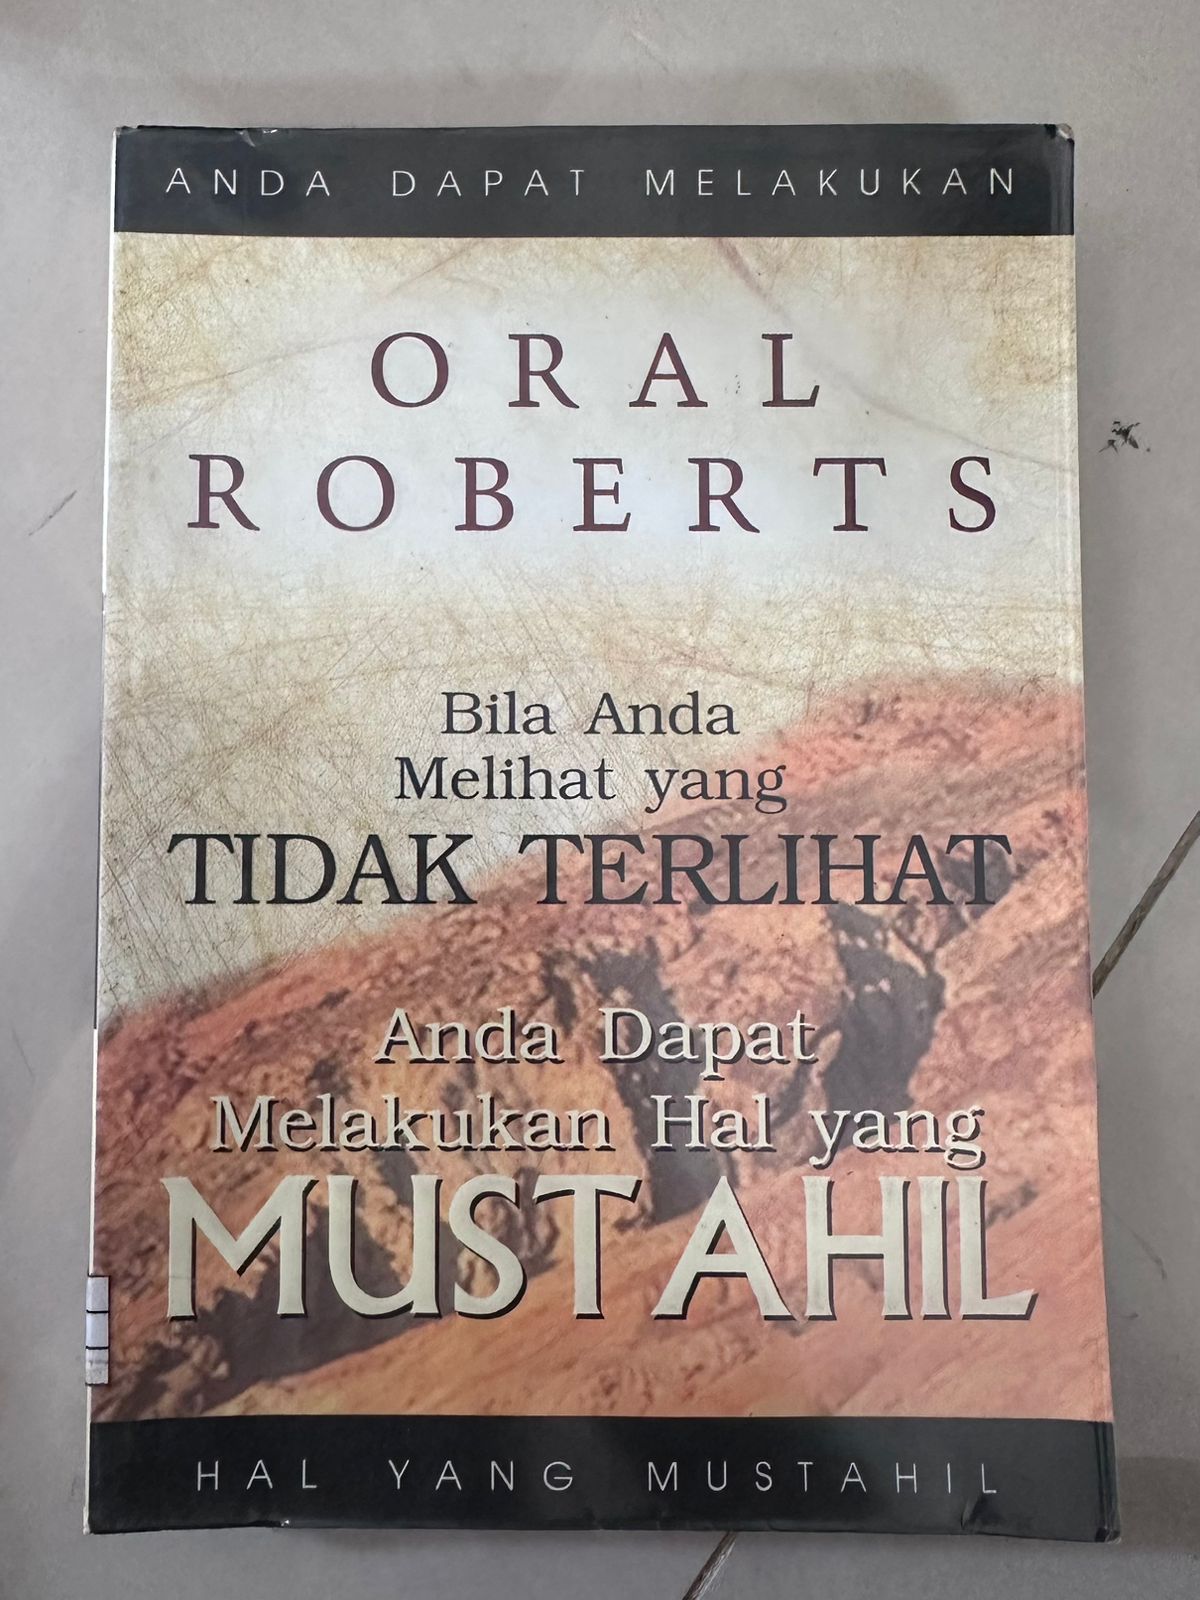 ANDA DAPAT MELAKUKAN
ORAL
ROBERTS
Bila Anda
Melihat yang
TIDAK TERLIHAT
Anda Dapat
Melakukan Hal yang
MUSTAHIL
HAL YANG MUSTAHIL